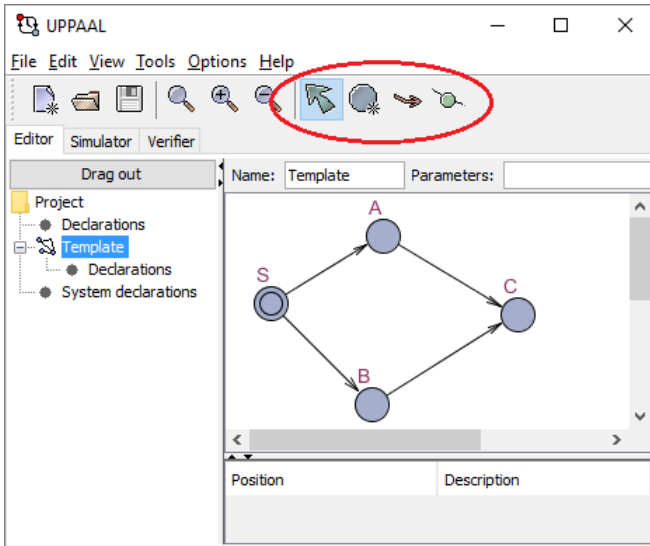 UPPAAL
File Edit View Tools Options Help
Editor Simulator Verifier
Drag out
Name: Template Parameters:
Project
Declarations
Template
Declarations
System declarations
A
S
C
B
Position Description